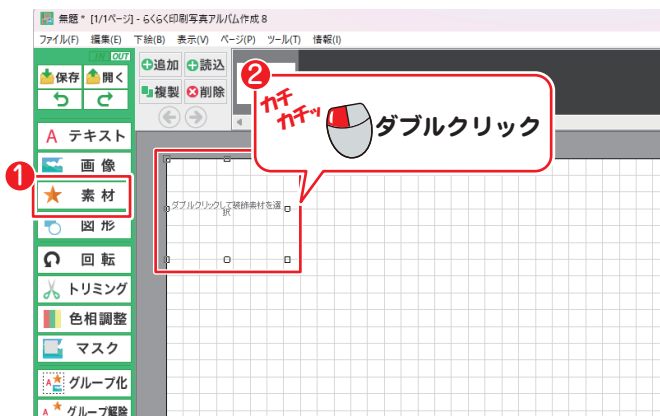 無題* [1/1ページ] - らくらく印刷写真アルバム作成 8
ファイル(F) 編集(E) 下絵(B) 表示(V) ページ(P) ツール(T) 情報(I)
IN OUT
保存 開く
追加 読込
複製 削除
2
カチ
カチッ
ダブルクリック
A テキスト
画像
1
素材
図形
回転
トリミング
色相調整
マスク
グループ化
グループ解除
ダブルクリックして装飾素材を選
択